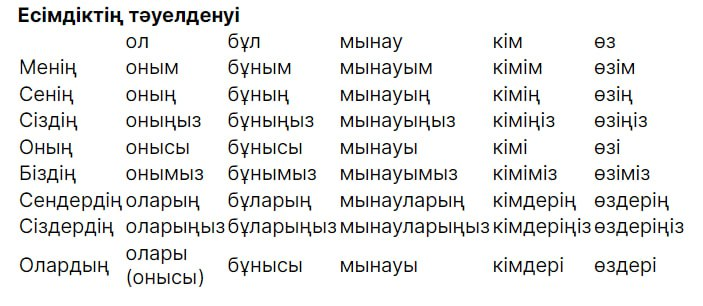 Есімдіктің тәуелденуі
ол бұл мынау кім өз
Менің оным бұным мынауым кімім өзім
Сенің оның бұның мынауың кімің өзің
Сіздің оныңыз бұныңыз мынауыңыз кіміңіз өзіңіз
Оның онысы бұнысы мынауы кімі өзі
Біздің онымыз бұнымыз мынауымыз кіміміз өзіміз
Сендердің оларың бұларың мынауларың кімдерің өздерің
Сіздердің оларыңыз бұларыңыз мынауларыңыз кімдеріңіз өздеріңіз
Олардың олары (онысы) бұнысы мынауы кімдері өздері